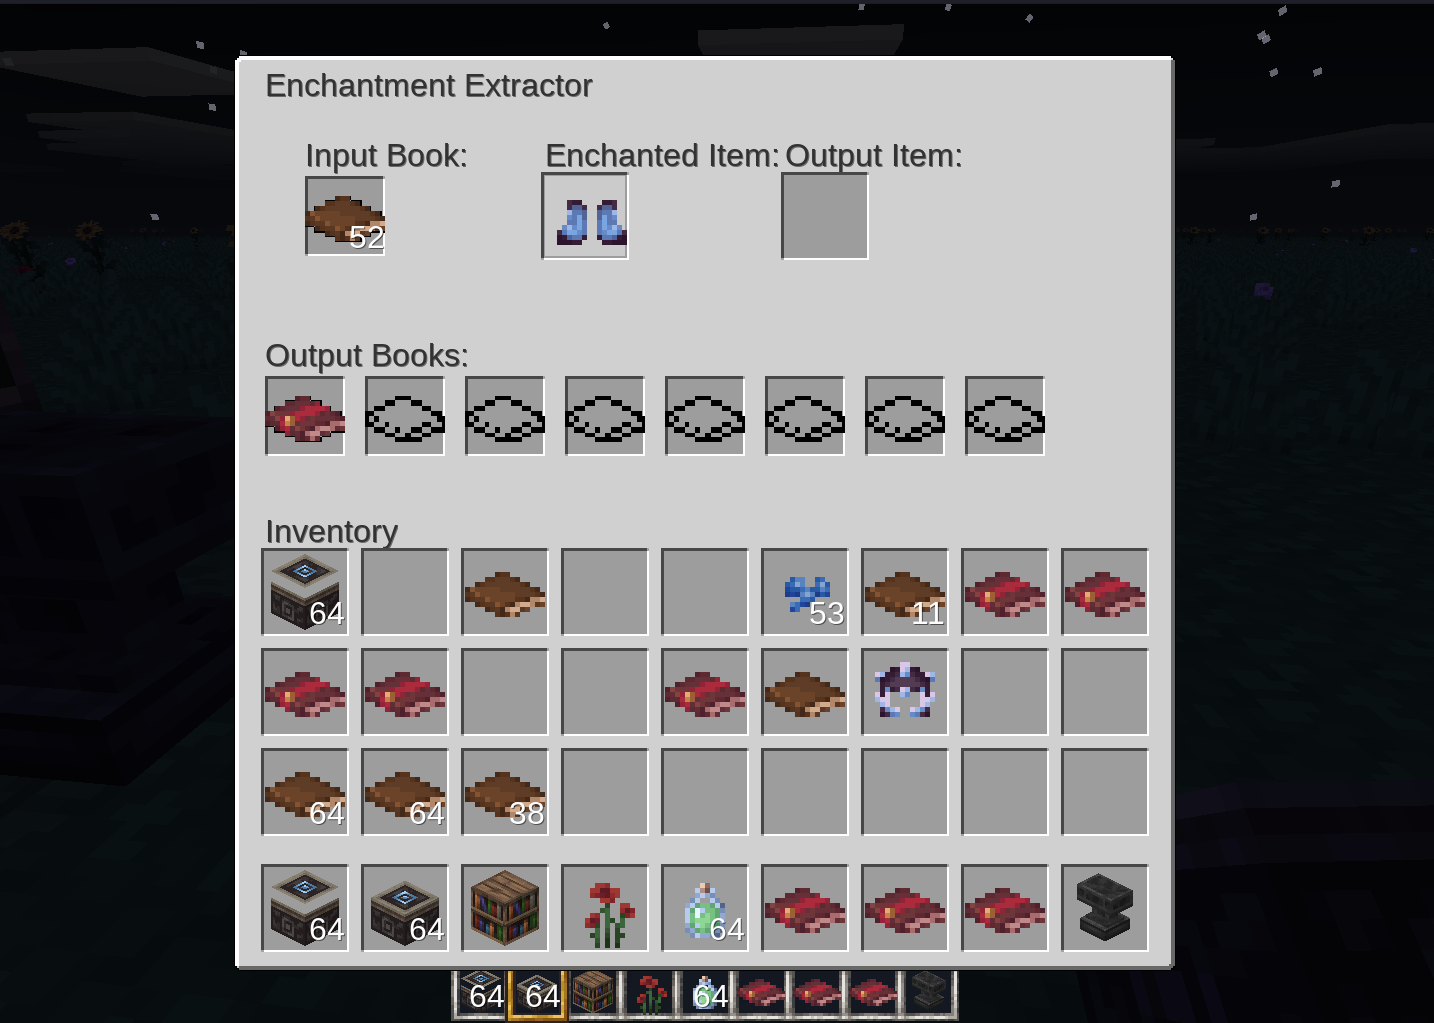 Enchantment Extractor
Input Book: Enchanted Item: Output Item:
52
Output Books:
Inventory
64 53 11
64 64 38
64 64 64
64 64 64